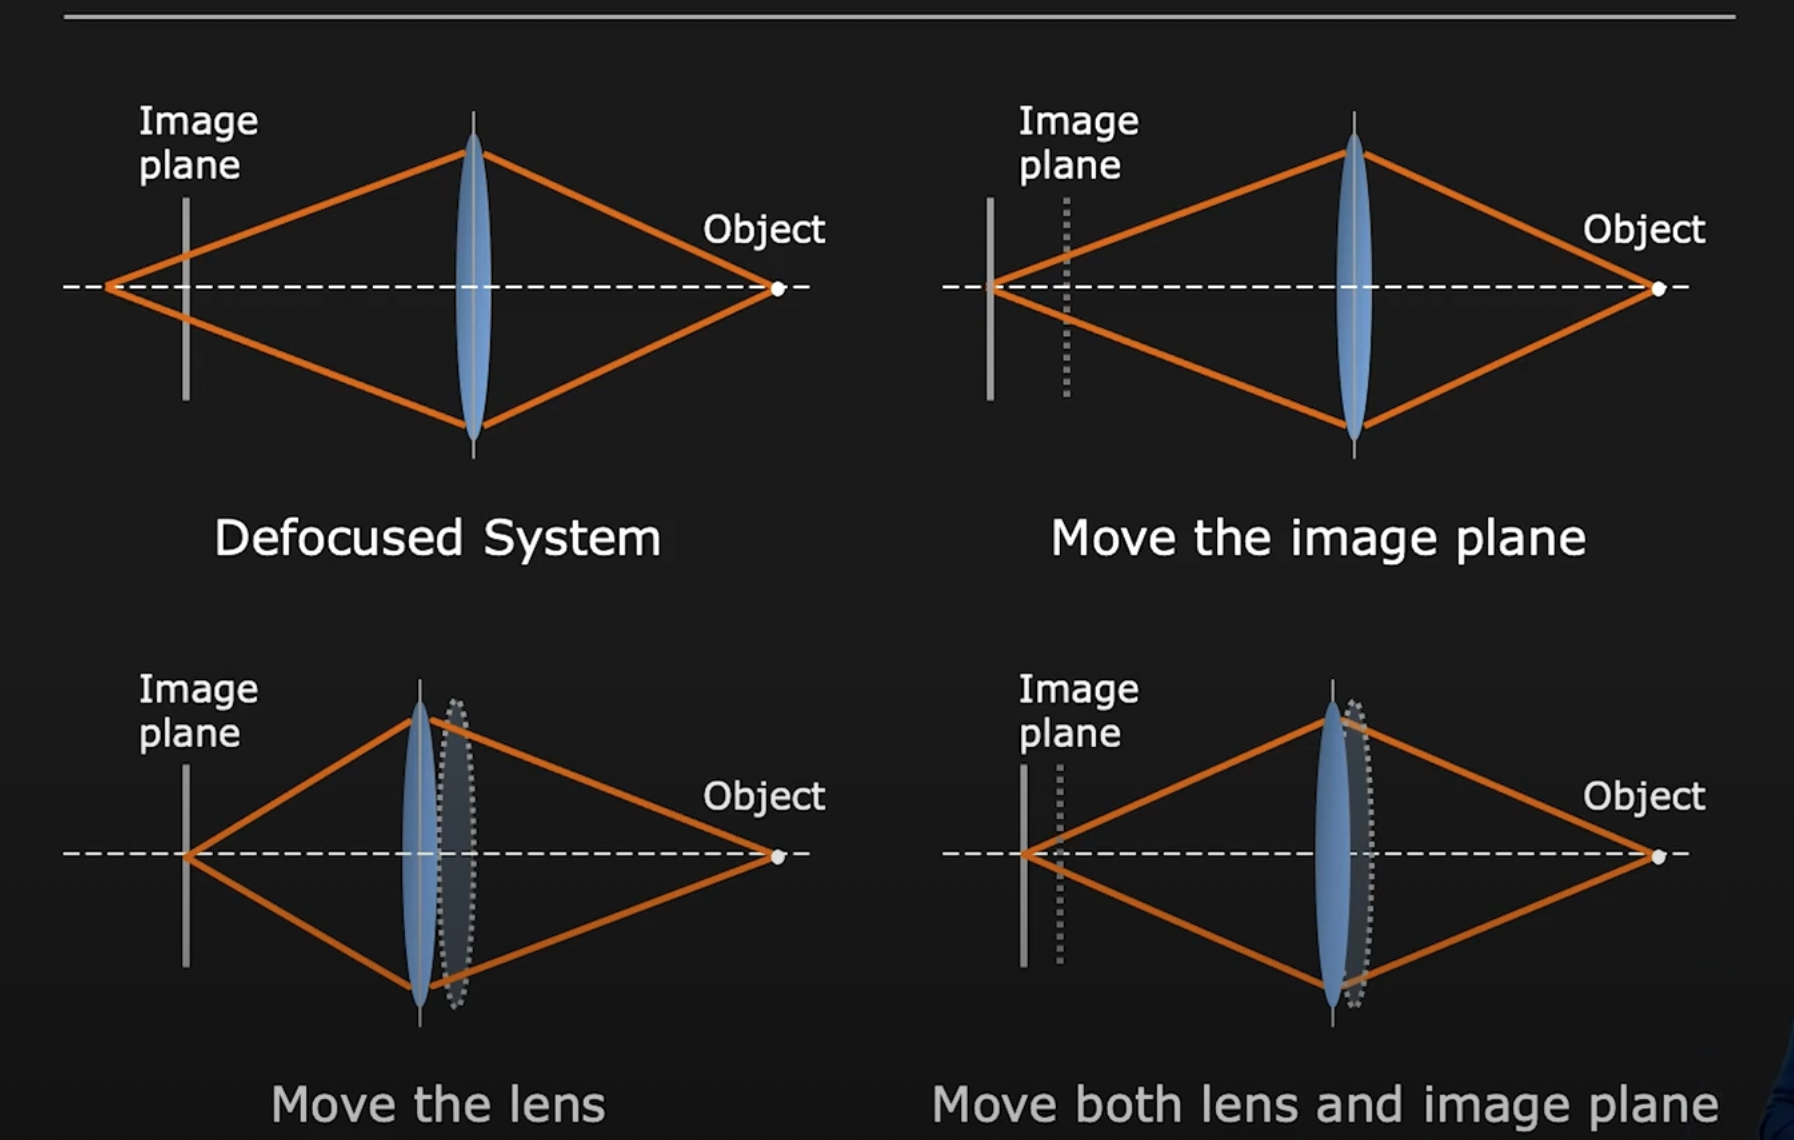 Image
plane
Object
Defocused System
Image
plane
Object
Move the image plane
Image
plane
Object
Move the lens
Image
plane
Object
Move both lens and image plane